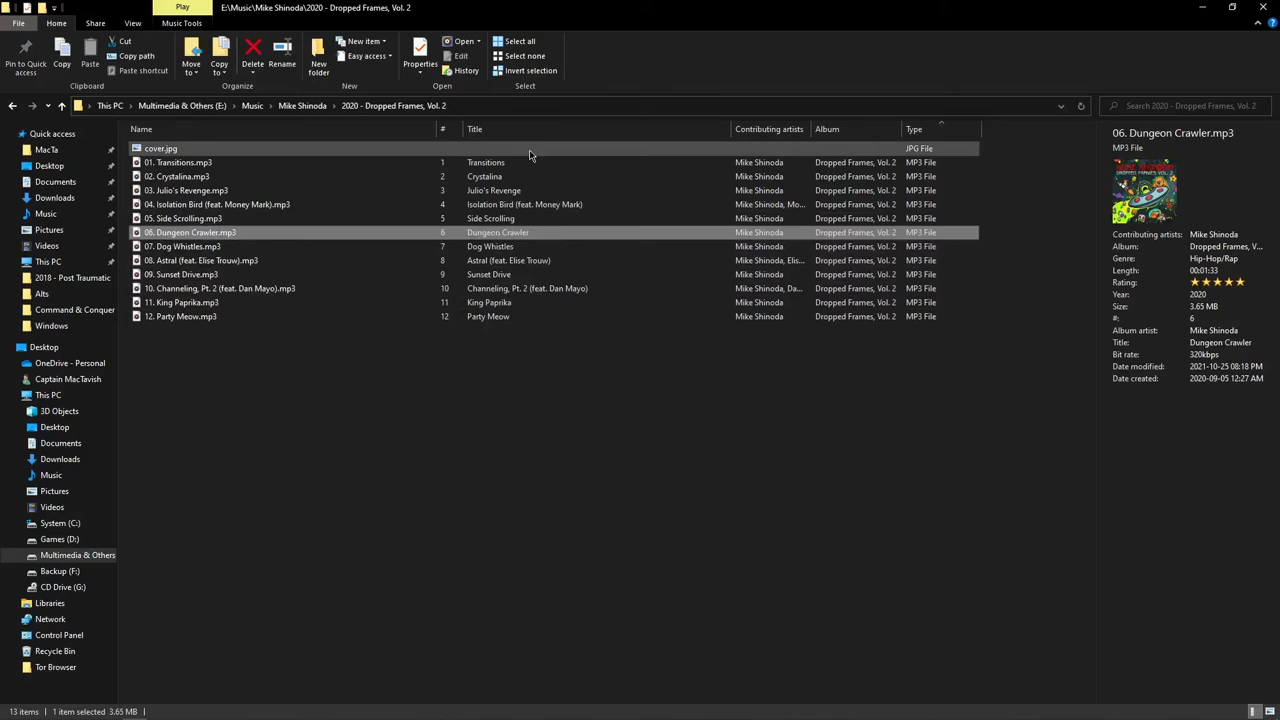 Play E:\Music\Mike Shinoda\2020 - Dropped Frames, Vol. 2
File Home Share View Music Tools
Pin to Quick access
Copy
Paste
Cut
Copy path
Paste shortcut
Clipboard
Move to
Copy to
Delete
Rename
Organize
New folder
New item
Easy access
New
Properties
Open
Edit
History
Open
Select all
Select none
Invert selection
Select
This PC Multimedia & Others (E:) Music Mike Shinoda 2020 - Dropped Frames, Vol. 2
Search 2020 - Dropped Frames, Vol. 2
Quick access
MacTa
Desktop
Documents
Downloads
Music
Pictures
Videos
This PC
2018 - Post Traumatic
Alts
Command & Conquer
Windows
Desktop
OneDrive - Personal
Captain MacTavish
This PC
3D Objects
Desktop
Documents
Downloads
Music
Pictures
Videos
System (C:)
Games (D:)
Multimedia & Others
Backup (F:)
CD Drive (G:)
Libraries
Network
Control Panel
Recycle Bin
Tor Browser
Name # Title Contributing artists Album Type
cover.jpg JPG File
01. Transitions.mp3 1 Transitions Mike Shinoda Dropped Frames, Vol. 2 MP3 File
02. Crystalina.mp3 2 Crystalina Mike Shinoda Dropped Frames, Vol. 2 MP3 File
03. Julio's Revenge.mp3 3 Julio's Revenge Mike Shinoda Dropped Frames, Vol. 2 MP3 File
04. Isolation Bird (feat. Money Mark).mp3 4 Isolation Bird (feat. Money Mark) Mike Shinoda, Mo... Dropped Frames, Vol. 2 MP3 File
05. Side Scrolling.mp3 5 Side Scrolling Mike Shinoda Dropped Frames, Vol. 2 MP3 File
06. Dungeon Crawler.mp3 6 Dungeon Crawler Mike Shinoda Dropped Frames, Vol. 2 MP3 File
07. Dog Whistles.mp3 7 Dog Whistles Mike Shinoda Dropped Frames, Vol. 2 MP3 File
08. Astral (feat. Elise Trouw).mp3 8 Astral (feat. Elise Trouw) Mike Shinoda, Elis... Dropped Frames, Vol. 2 MP3 File
09. Sunset Drive.mp3 9 Sunset Drive Mike Shinoda Dropped Frames, Vol. 2 MP3 File
10. Channeling, Pt. 2 (feat. Dan Mayo).mp3 10 Channeling, Pt. 2 (feat. Dan Mayo) Mike Shinoda, Da... Dropped Frames, Vol. 2 MP3 File
11. King Paprika.mp3 11 King Paprika Mike Shinoda Dropped Frames, Vol. 2 MP3 File
12. Party Meow.mp3 12 Party Meow Mike Shinoda Dropped Frames, Vol. 2 MP3 File
06. Dungeon Crawler.mp3
MP3 File
DROPPED FRAMES VOL. 2
Contributing artists: Mike Shinoda
Album: Dropped Frames, V...
Genre: Hip-Hop/Rap
Length: 00:01:33
Rating:
Year: 2020
Size: 3.65 MB
#: 6
Album artist: Mike Shinoda
Title: Dungeon Crawler
Bit rate: 320kbps
Date modified: 2021-10-25 08:18 PM
Date created: 2020-09-05 12:27 AM
13 items 1 item selected 3.65 MB